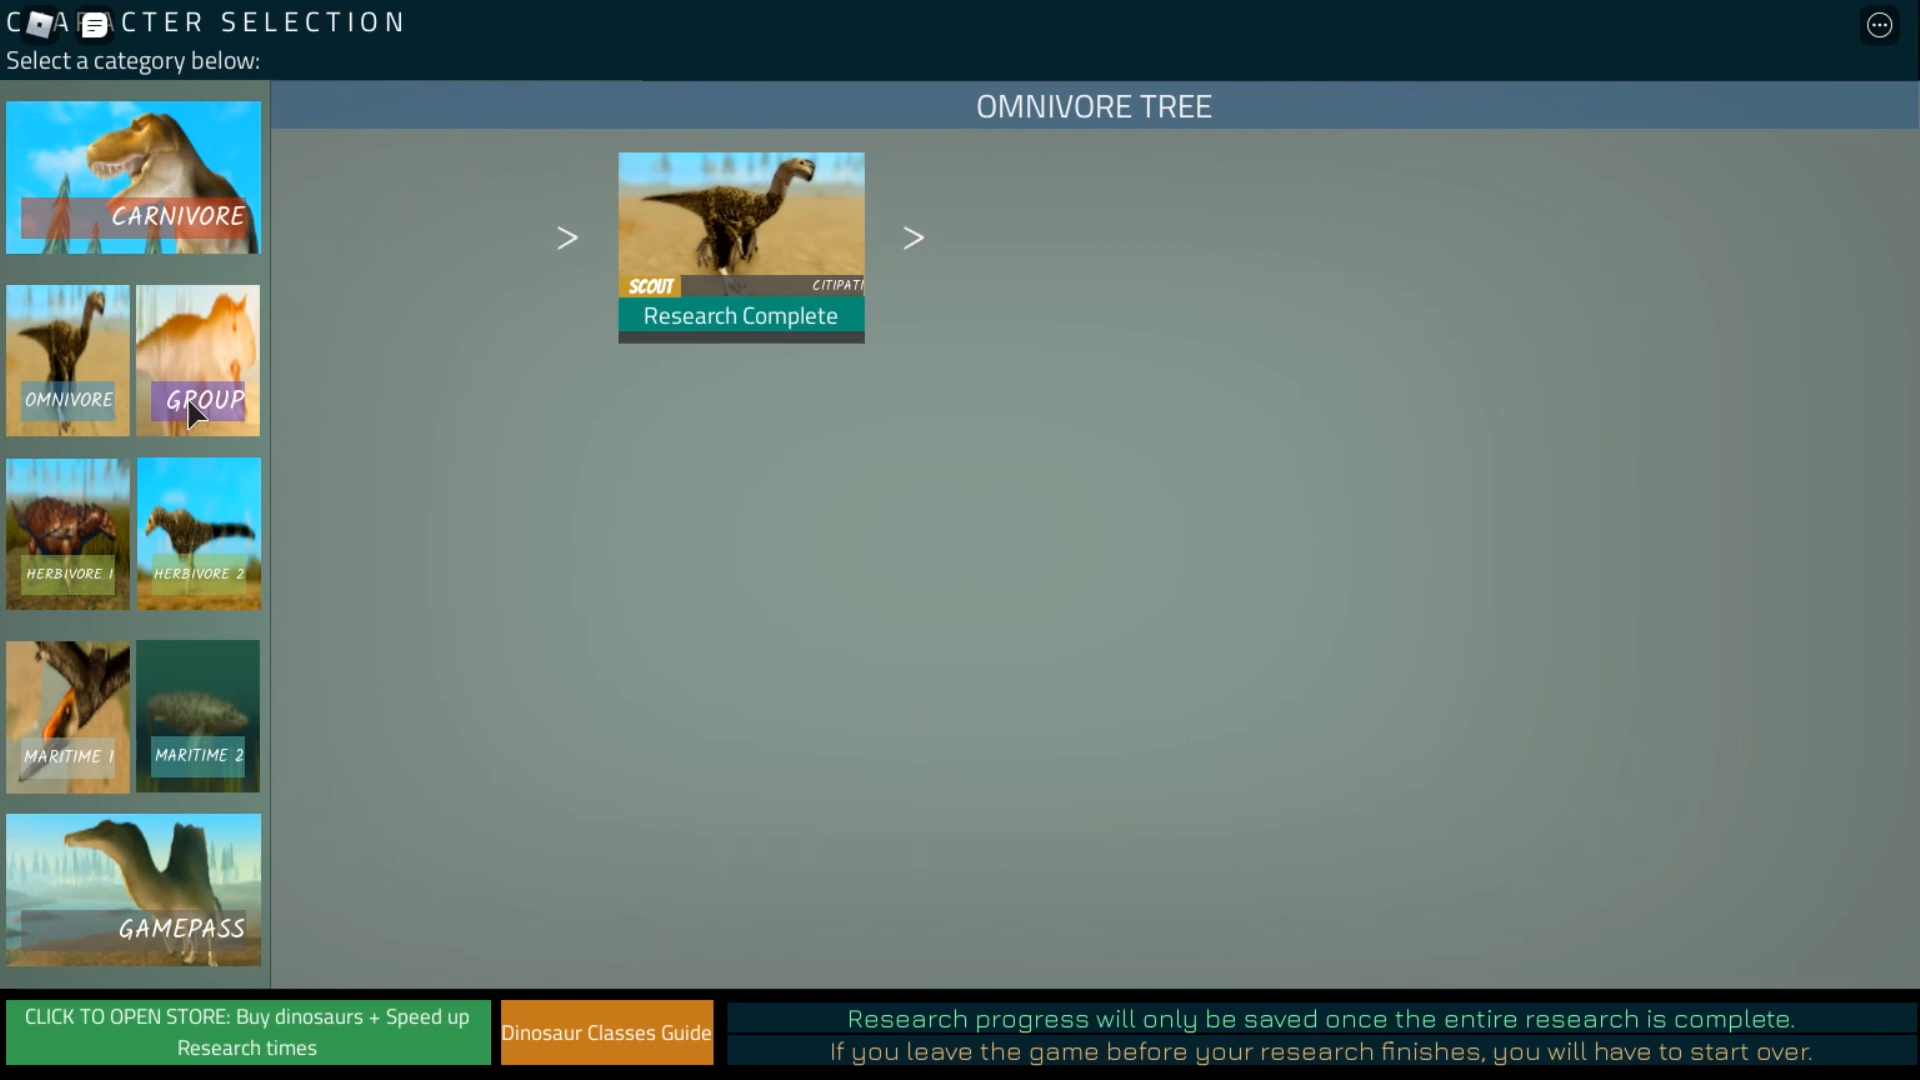 CHARACTER SELECTION
Select a category below:
OMNIVORE TREE
CARNIVORE
OMNIVORE
GROUP
HERBIVORE 1
HERBIVORE 2
MARITIME 1
MARITIME 2
GAMEPASS
>
SCOUT
CITIPATI
Research Complete
>
CLICK TO OPEN STORE: Buy dinosaurs + Speed up
Research times
Dinosaur Classes Guide
Research progress will only be saved once the entire research is complete.
If you leave the game before your research finishes, you will have to start over.